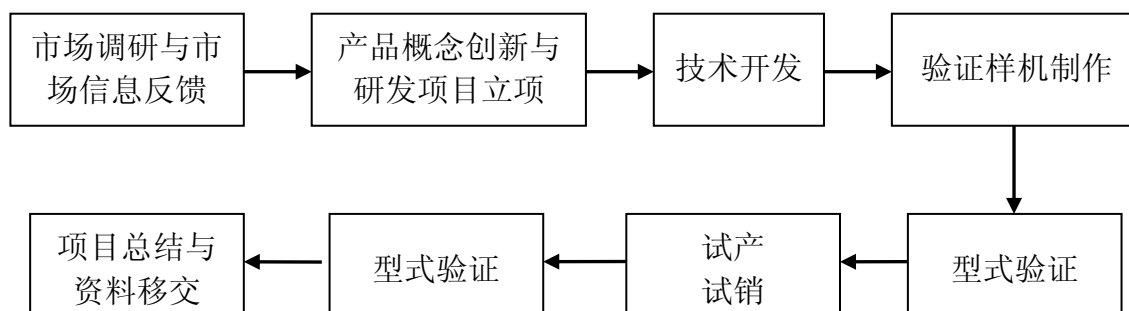 市场调研与市
场信息反馈
产品概念创新与
研发项目立项
技术开发
验证样机制作
型式验证
试产
试销
型式验证
项目总结与
资料移交